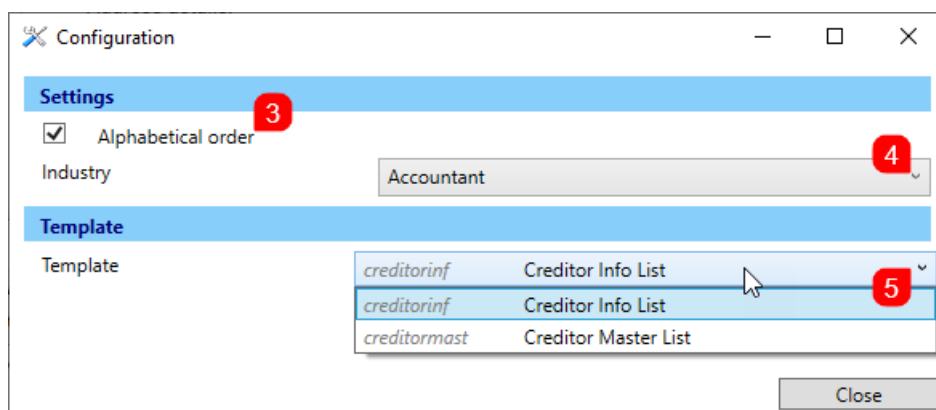 Configuration
Settings
3
Alphabetical order
4
Industry
Accountant
Template
Template
creditorinf Creditor Info List
5
creditorinf Creditor Info List
creditormast Creditor Master List
Close